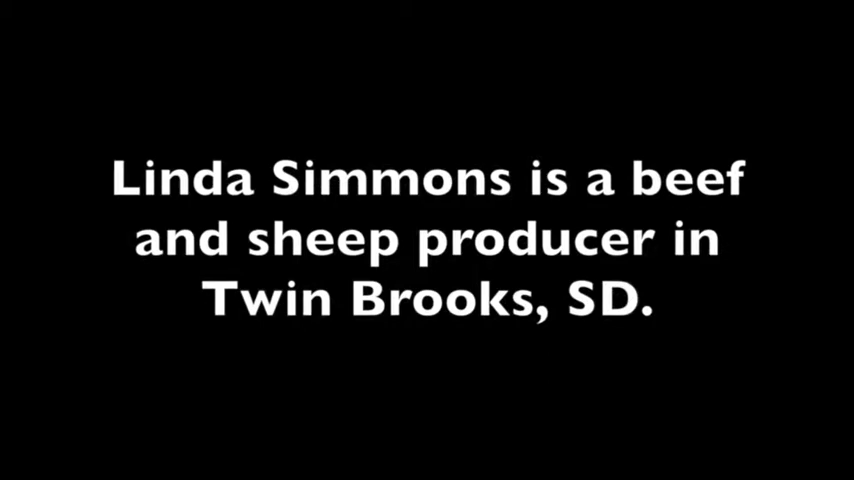 Linda Simmons is a beef
and sheep producer in
Twin Brooks, SD.